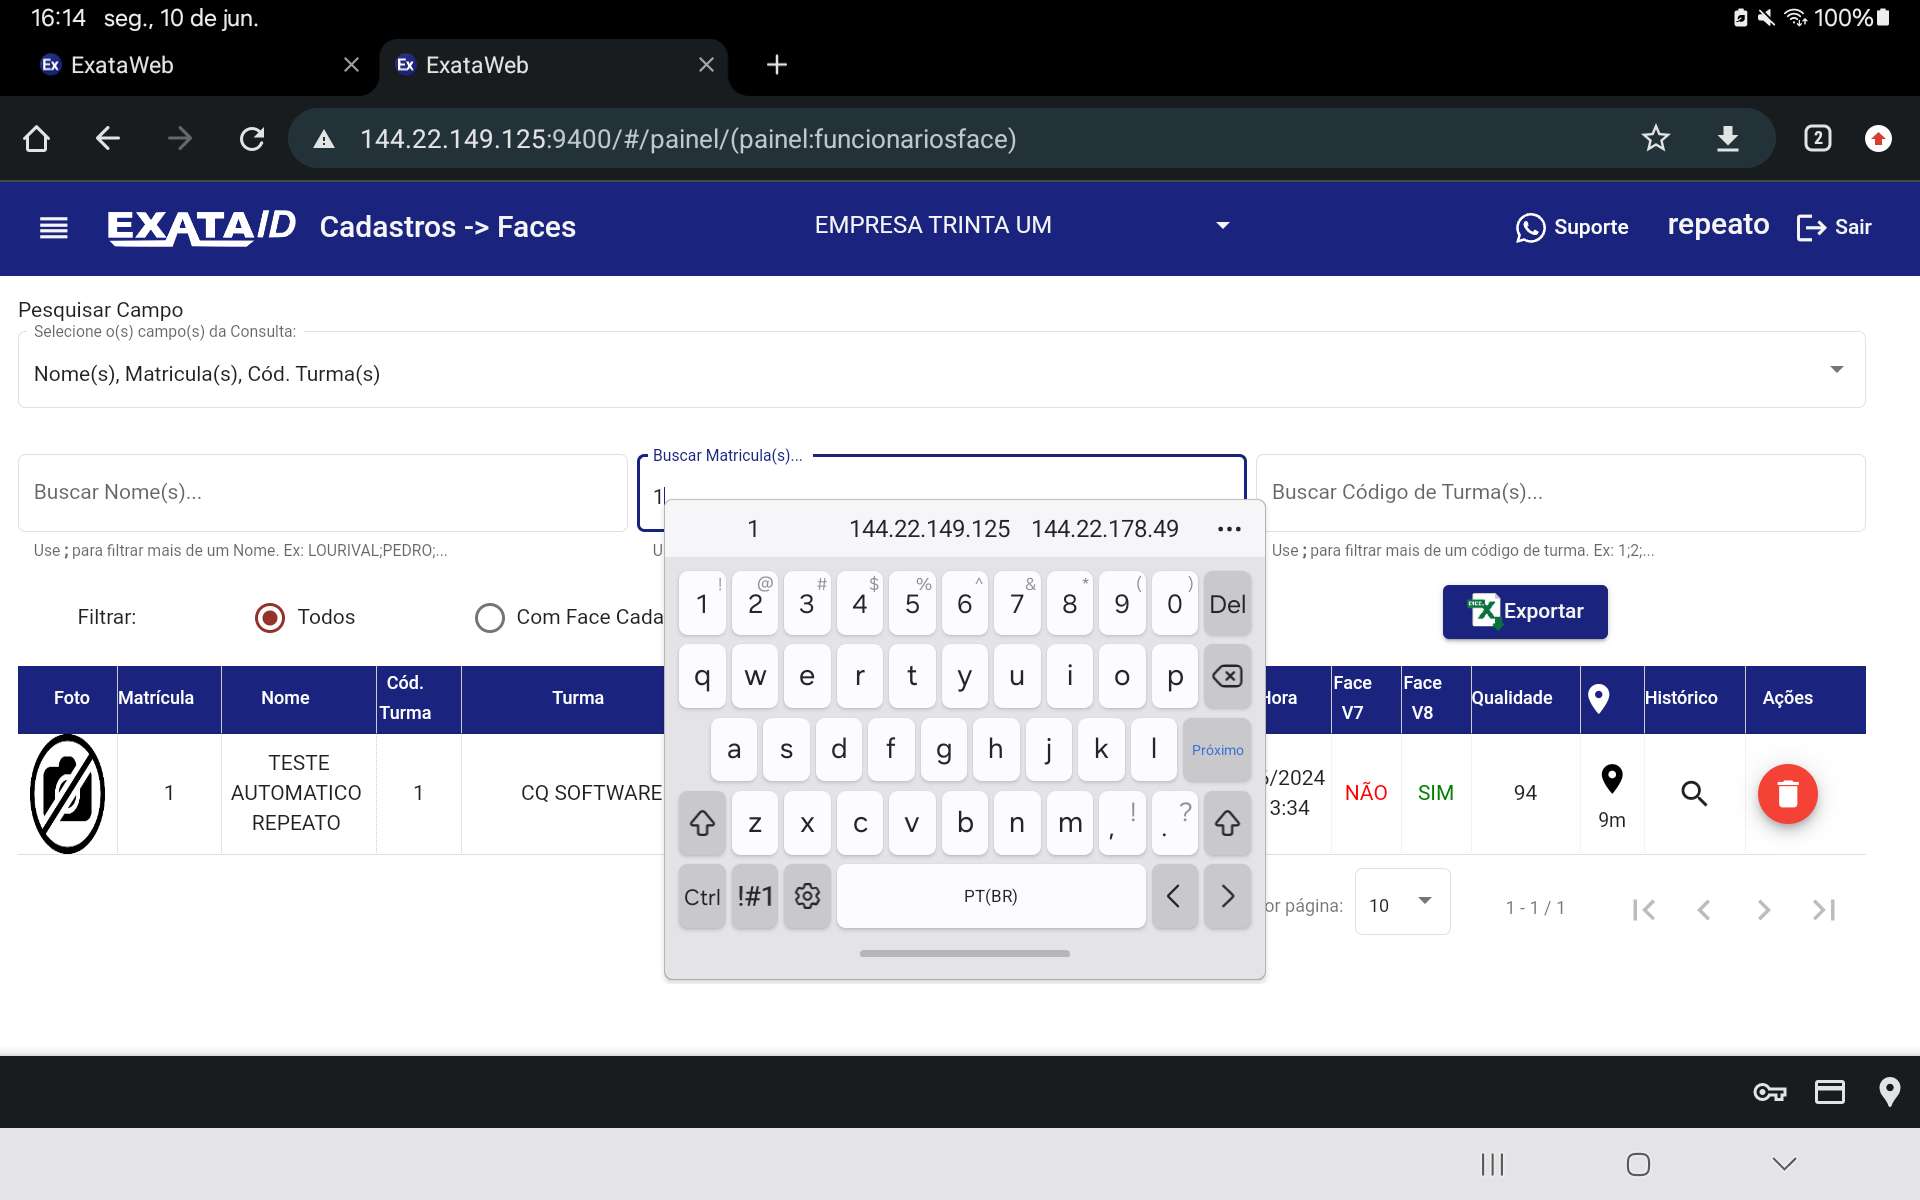 16:14 seg., 10 de jun. 100%
Ex ExataWeb Ex ExataWeb
144.22.149.125:9400/#/painel/(painel:funcionariosface) 2
EXATA/ID Cadastros -> Faces EMPRESA TRINTA UM Suporte repeato Sair
Pesquisar Campo
Selecione o(s) campo(s) da Consulta:
Nome(s), Matricula(s), Cód. Turma(s)
Buscar Matricula(s)...
Buscar Nome(s)... 1 Buscar Código de Turma(s)...
Use ; para filtrar mais de um Nome. Ex: LOURIVAL;PEDRO;... U Use ; para filtrar mais de um código de turma. Ex: 1;2;...
1 144.22.149.125 144.22.178.49 •••
! @ # $ % ^ & * ( )
1 2 3 4 5 6 7 8 9 0 Del
q w e r t y u i o p
a s d f g h j k l Próximo
! ?
z x c v b n m , .
Ctrl !#1 PT(BR) < >
Filtrar: Todos Com Face Cada Exportar
Foto Matrícula Nome Cód. Turma Turma Hora Face V7 Face V8 Qualidade Histórico Ações
1 TESTE AUTOMATICO REPEATO 1 CQ SOFTWARE /2024 3:34 NÃO SIM 94 9m
or página: 10 1 - 1 / 1